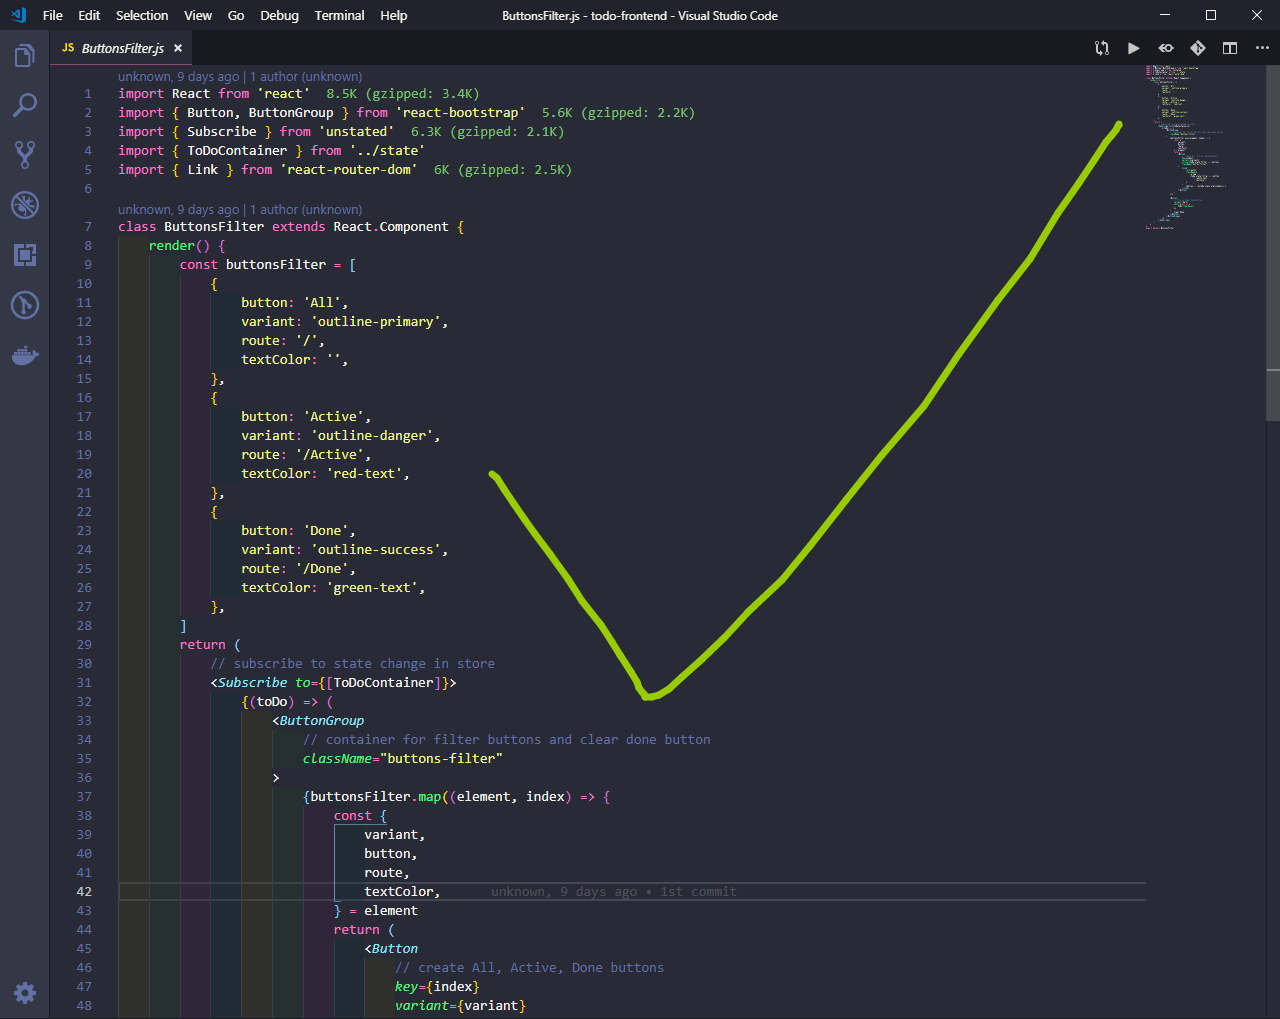 File Edit Selection View Go Debug Terminal Help ButtonsFilter.js - todo-frontend - Visual Studio Code
JS ButtonsFilter.js ×
unknown, 9 days ago | 1 author (unknown)
1 import React from 'react' 8.5K (gzipped: 3.4K)
2 import { Button, ButtonGroup } from 'react-bootstrap' 5.6K (gzipped: 2.2K)
3 import { Subscribe } from 'unstated' 6.3K (gzipped: 2.1K)
4 import { ToDoContainer } from '../state'
5 import { Link } from 'react-router-dom' 6K (gzipped: 2.5K)
6
unknown, 9 days ago | 1 author (unknown)
7 class ButtonsFilter extends React.Component {
8 render() {
9 const buttonsFilter = [
10 {
11 button: 'All',
12 variant: 'outline-primary',
13 route: '/',
14 textColor: '',
15 },
16 {
17 button: 'Active',
18 variant: 'outline-danger',
19 route: '/Active',
20 textColor: 'red-text',
21 },
22 {
23 button: 'Done',
24 variant: 'outline-success',
25 route: '/Done',
26 textColor: 'green-text',
27 },
28 ]
29 return (
30 // subscribe to state change in store
31 <Subscribe to={[ToDoContainer]}>
32 {(toDo) => (
33 <ButtonGroup
34 // container for filter buttons and clear done button
35 className="buttons-filter"
36 >
37 {buttonsFilter.map((element, index) => {
38 const {
39 variant,
40 button,
41 route,
42 textColor, unknown, 9 days ago • 1st commit
43 } = element
44 return (
45 <Button
46 // create All, Active, Done buttons
47 key={index}
48 variant={variant}